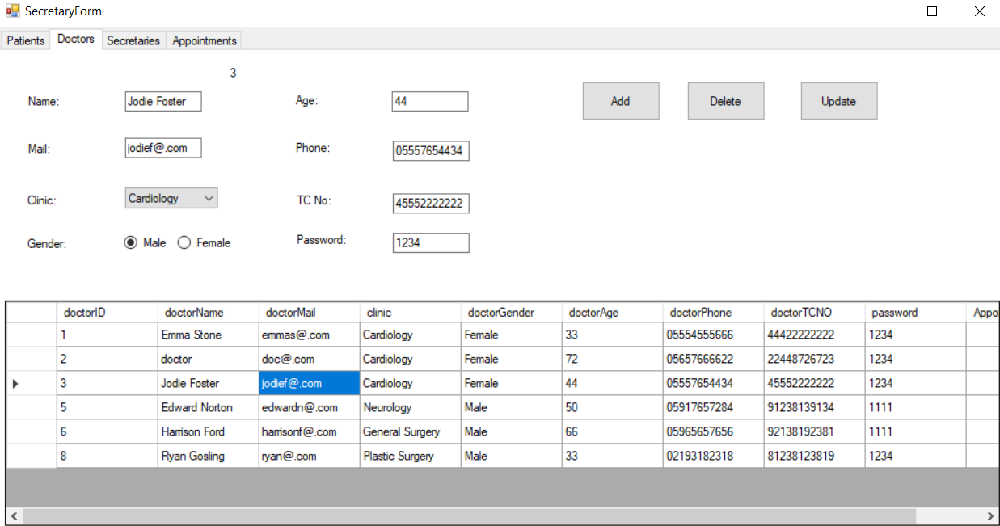 SecretaryForm
Patients Doctors Secretaries Appointments
3
Name: Jodie Foster Age: 44 Add Delete Update
Mail: jodief@.com Phone: 05557654434
Clinic: Cardiology TC No: 45552222222
Gender: Male Female Password: 1234
doctorID doctorName doctorMail clinic doctorGender doctorAge doctorPhone doctorTCNO password Appo
1 Emma Stone emmas@.com Cardiology Female 33 05554555666 44422222222 1234
2 doctor doc@.com Cardiology Female 72 05657666622 22448726723 1234
3 Jodie Foster jodief@.com Cardiology Female 44 05557654434 45552222222 1234
5 Edward Norton edwardn@.com Neurology Male 50 05917657284 91238139134 1111
6 Harrison Ford harrisonf@.com General Surgery Male 66 05965657656 92138192381 1111
8 Ryan Gosling ryan@.com Plastic Surgery Male 33 02193182318 81238123819 1234